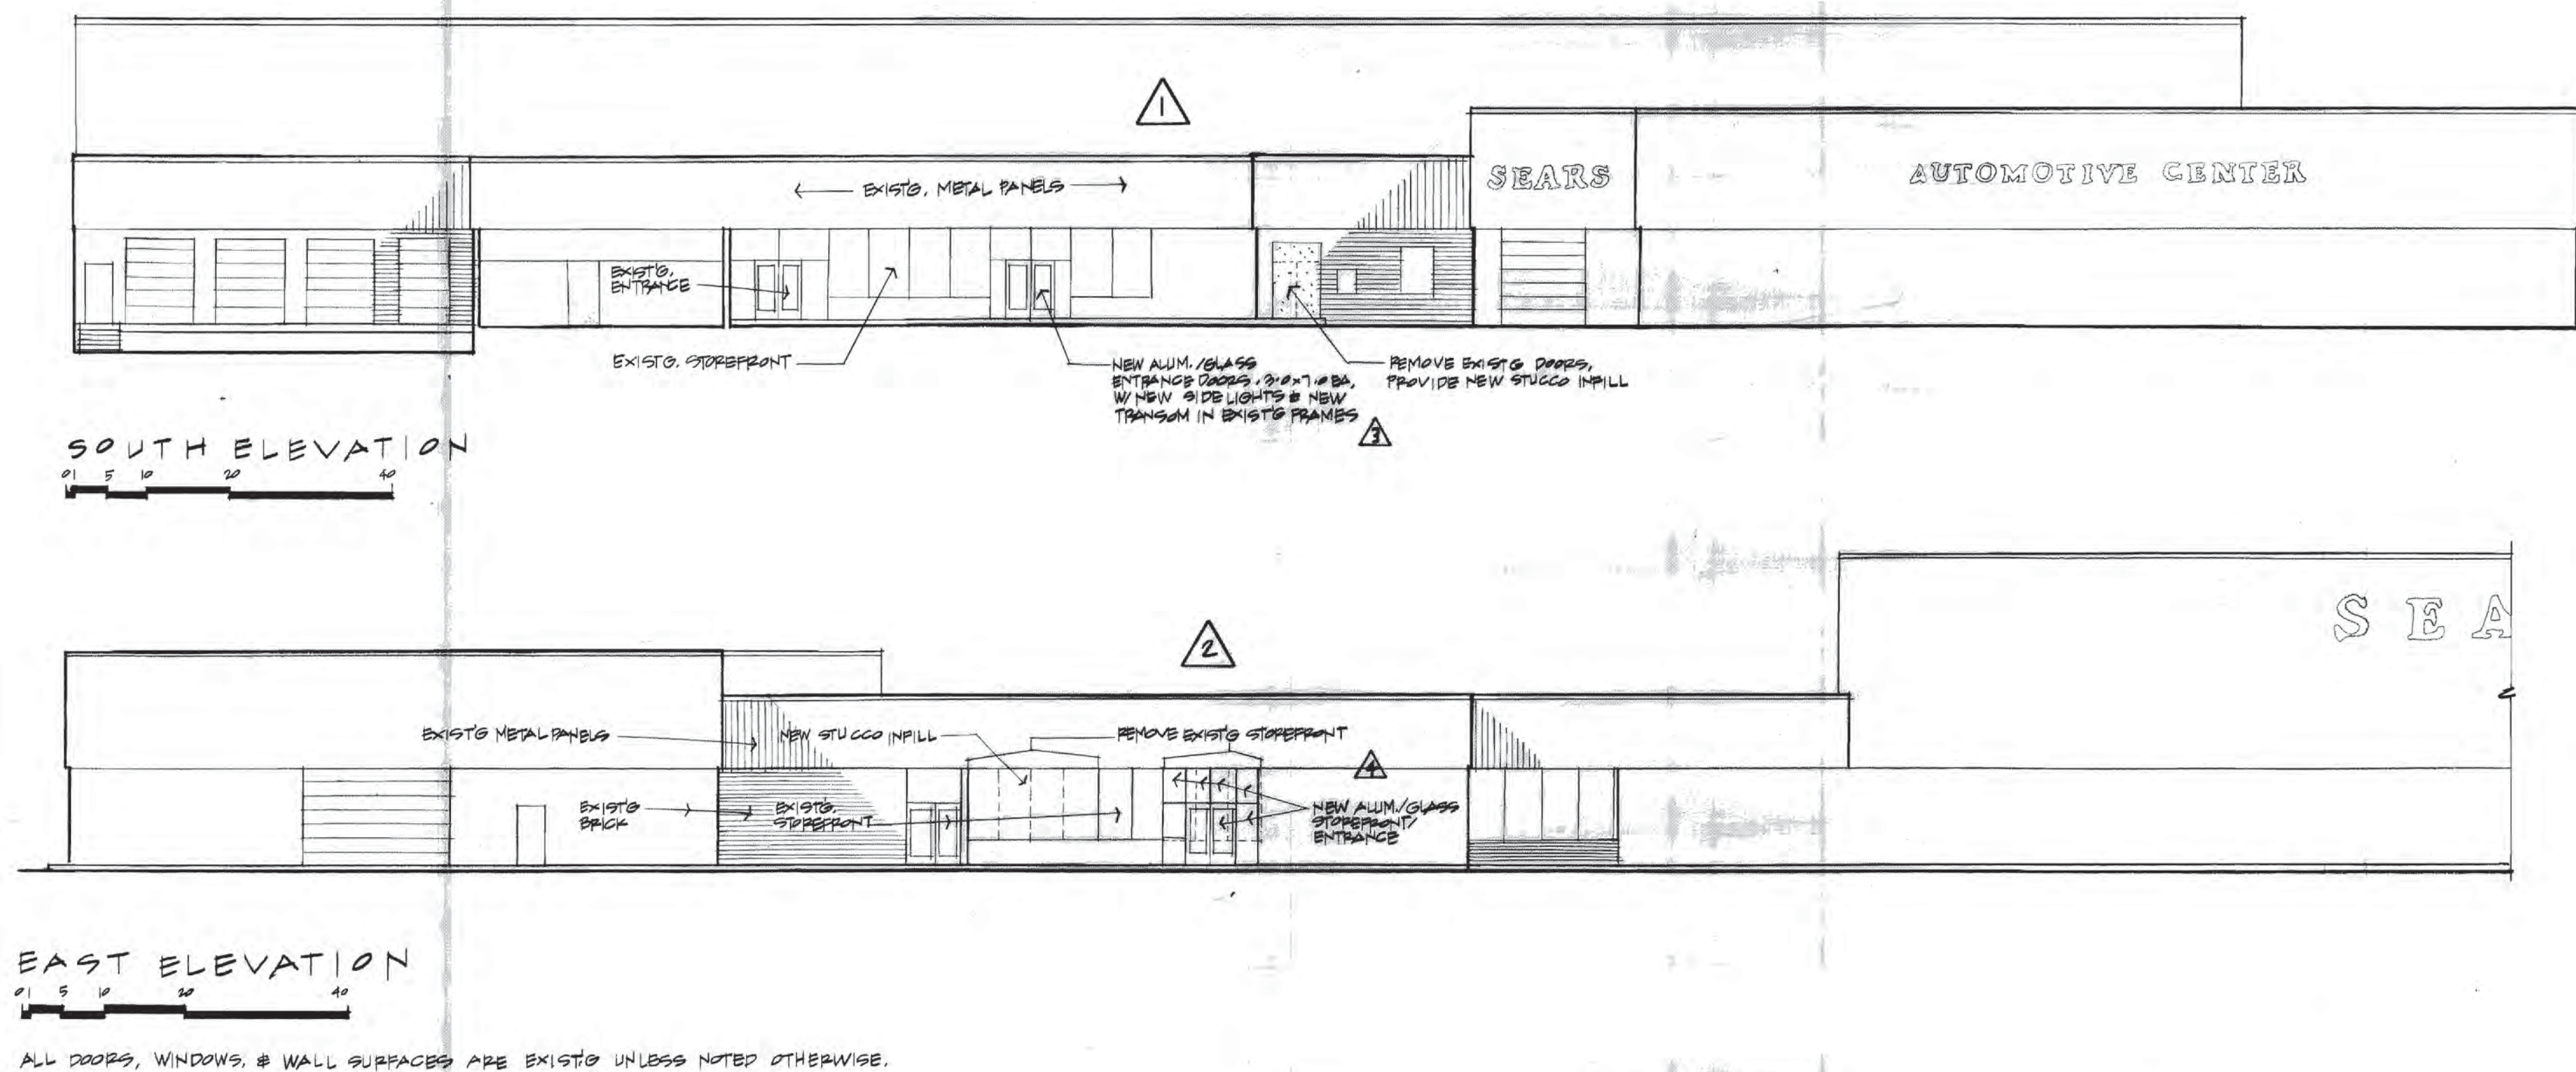 1
SEARS
AUTOMOTIVE CENTER
← EXIST'G. METAL PANELS →
EXIST'G.
ENTRANCE
EXIST'G. STOREFRONT
NEW ALUM./GLASS
ENTRANCE DOORS, 3·0×7·0 EA,
W/ NEW SIDE LIGHTS & NEW
TRANSOM IN EXIST'G FRAMES
3
REMOVE EXIST'G DOORS,
PROVIDE NEW STUCCO INFILL
SOUTH ELEVATION
0 1 5 10 20 40
2
SEA
EXIST'G METAL PANELS
NEW STUCCO INFILL
REMOVE EXIST'G STOREFRONT
4
EXIST'G
BRICK
EXIST'G.
STOREFRONT
NEW ALUM./GLASS
STOREFRONT/
ENTRANCE
EAST ELEVATION
0 1 5 10 20 40
ALL DOORS, WINDOWS, & WALL SURFACES ARE EXIST'G UNLESS NOTED OTHERWISE.